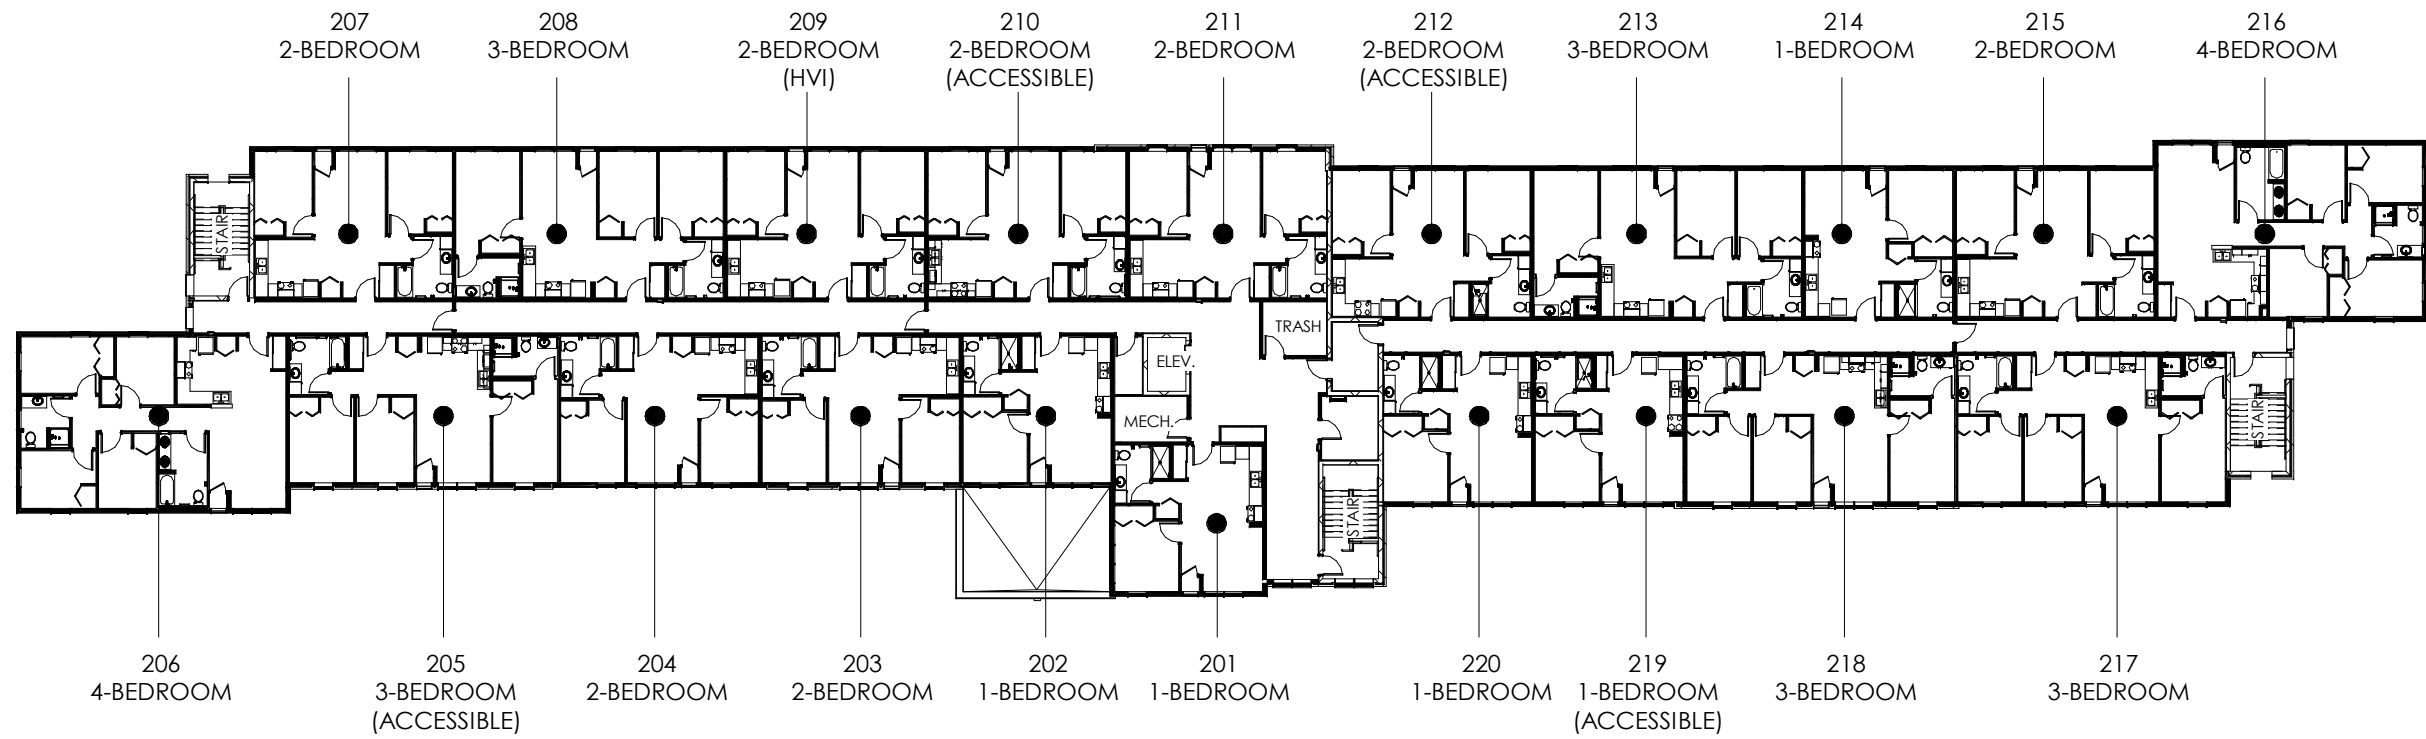 207
2-BEDROOM
208
3-BEDROOM
209
2-BEDROOM
(HVI)
210
2-BEDROOM
(ACCESSIBLE)
211
2-BEDROOM
212
2-BEDROOM
(ACCESSIBLE)
213
3-BEDROOM
214
1-BEDROOM
215
2-BEDROOM
216
4-BEDROOM
STAIR
TRASH
ELEV.
MECH.
STAIR
STAIR
206
4-BEDROOM
205
3-BEDROOM
(ACCESSIBLE)
204
2-BEDROOM
203
2-BEDROOM
202
1-BEDROOM
201
1-BEDROOM
220
1-BEDROOM
219
1-BEDROOM
(ACCESSIBLE)
218
3-BEDROOM
217
3-BEDROOM